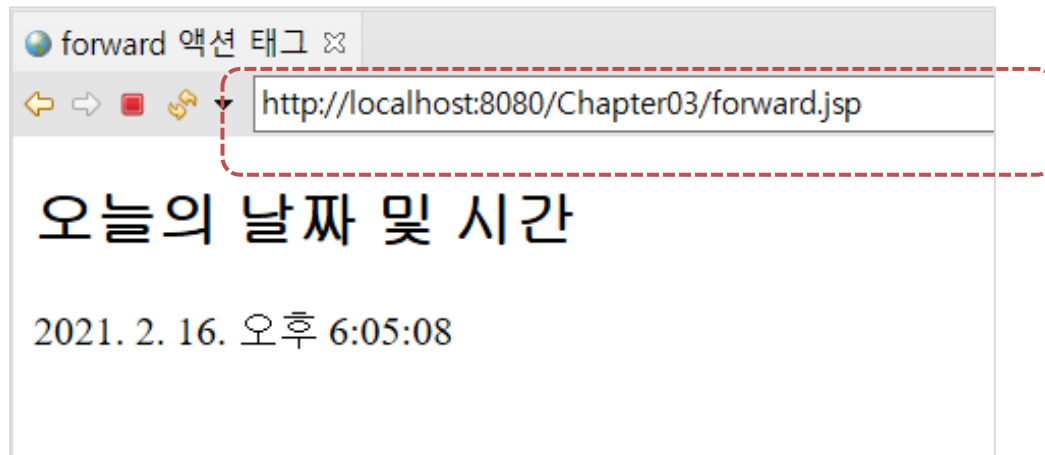 forward 액션 태그
http://localhost:8080/Chapter03/forward.jsp
오늘의 날짜 및 시간
2021. 2. 16. 오후 6:05:08